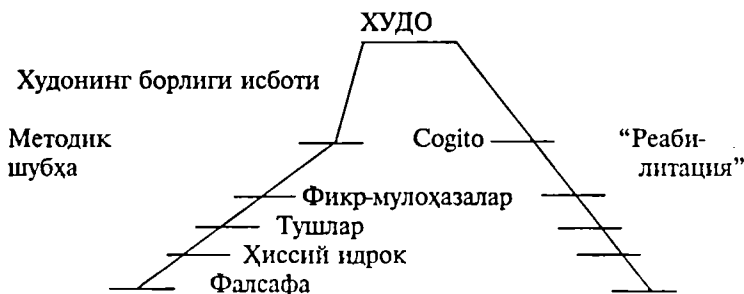 ХУДО
Худонинг борлиги исботи
Методик
шубҳа
Cogito
“Реаби-
литация”
Фикр-мулоҳазалар
Тушлар
Ҳиссий идрок
Фалсафа